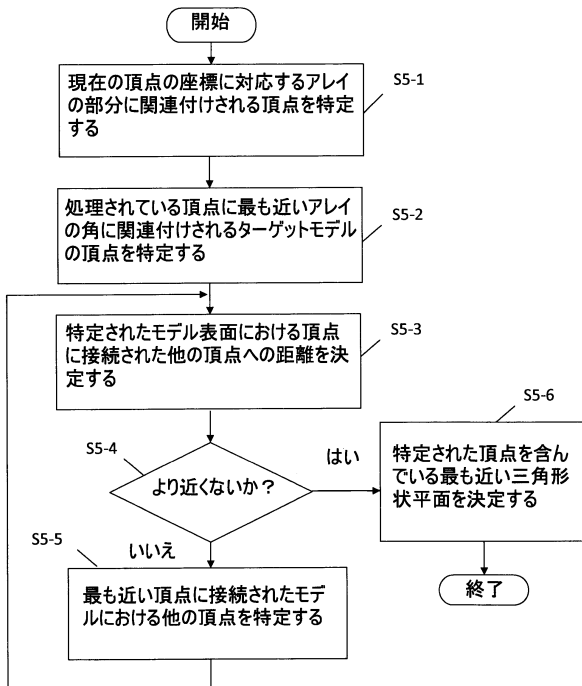 開始
現在の頂点の座標に対応するアレイ
の部分に関連付けされる頂点を特定
する
S5-1
処理されている頂点に最も近いアレイ
の角に関連付けされるターゲットモデル
の頂点を特定する
S5-2
特定されたモデル表面における頂点
に接続された他の頂点への距離を決
定する
S5-3
S5-4
より近くないか？
はい
いいえ
S5-6
特定された頂点を含ん
でいる最も近い三角形
状平面を決定する
終了
S5-5
最も近い頂点に接続されたモデ
ルにおける他の頂点を特定する